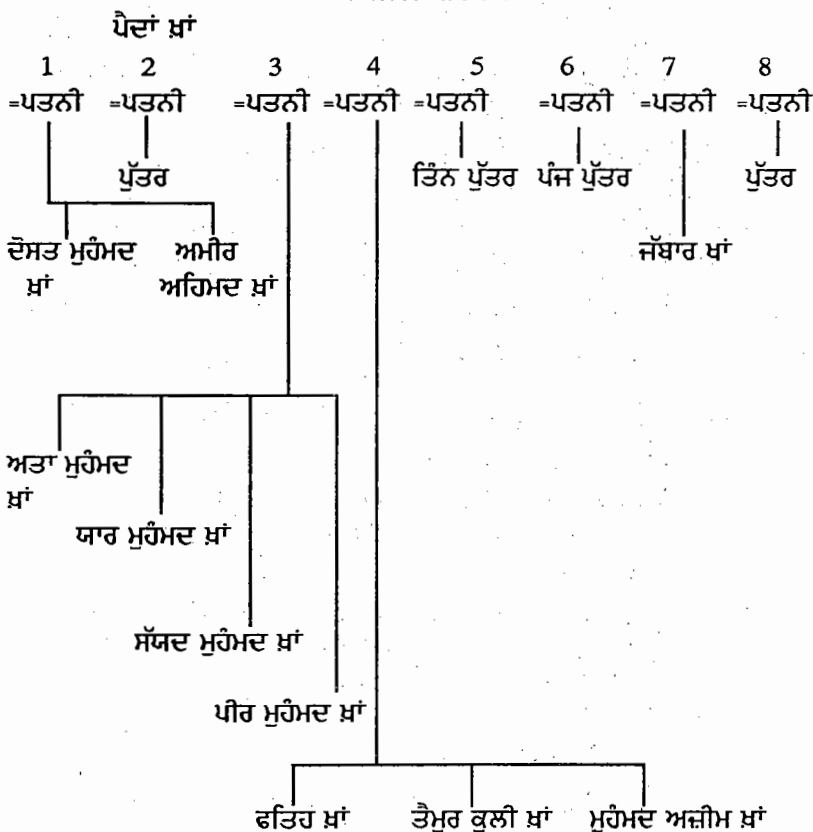 ਪੈਦਾਂ ਖ਼ਾਂ
1 2 3 4 5 6 7 8
=ਪਤਨੀ =ਪਤਨੀ =ਪਤਨੀ =ਪਤਨੀ =ਪਤਨੀ =ਪਤਨੀ =ਪਤਨੀ =ਪਤਨੀ
ਪੁੱਤਰ ਤਿੰਨ ਪੁੱਤਰ ਪੰਜ ਪੁੱਤਰ ਪੁੱਤਰ
ਦੋਸਤ ਮੁਹੰਮਦ ਅਮੀਰ ਜੱਬਾਰ ਖਾਂ
ਖ਼ਾਂ ਅਹਿਮਦ ਖ਼ਾਂ
ਅਤਾ ਮੁਹੰਮਦ
ਖ਼ਾਂ
ਯਾਰ ਮੁਹੰਮਦ ਖ਼ਾਂ
ਸੱਯਦ ਮੁਹੰਮਦ ਖ਼ਾਂ
ਪੀਰ ਮੁਹੰਮਦ ਖ਼ਾਂ
ਫਤਿਹ ਖ਼ਾਂ ਤੈਮੂਰ ਕੁਲੀ ਖ਼ਾਂ ਮੁਹੰਮਦ ਅਜ਼ੀਮ ਖ਼ਾਂ